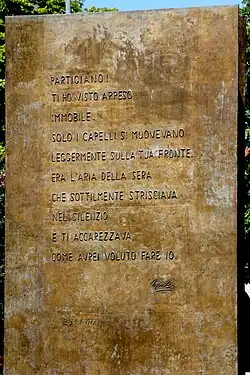 PARTIGIANO!
TI HO VISTO APPESO
IMMOBILE.
SOLO I CAPELLI SI MUOVEVANO
LEGGERMENTE SULLA TUA FRONTE.
ERA L'ARIA DELLA SERA
CHE SOTTILMENTE STRISCIAVA
NEL SILENZIO
E TI ACCAREZZAVA,
COME AVREI VOLUTO FARE IO.